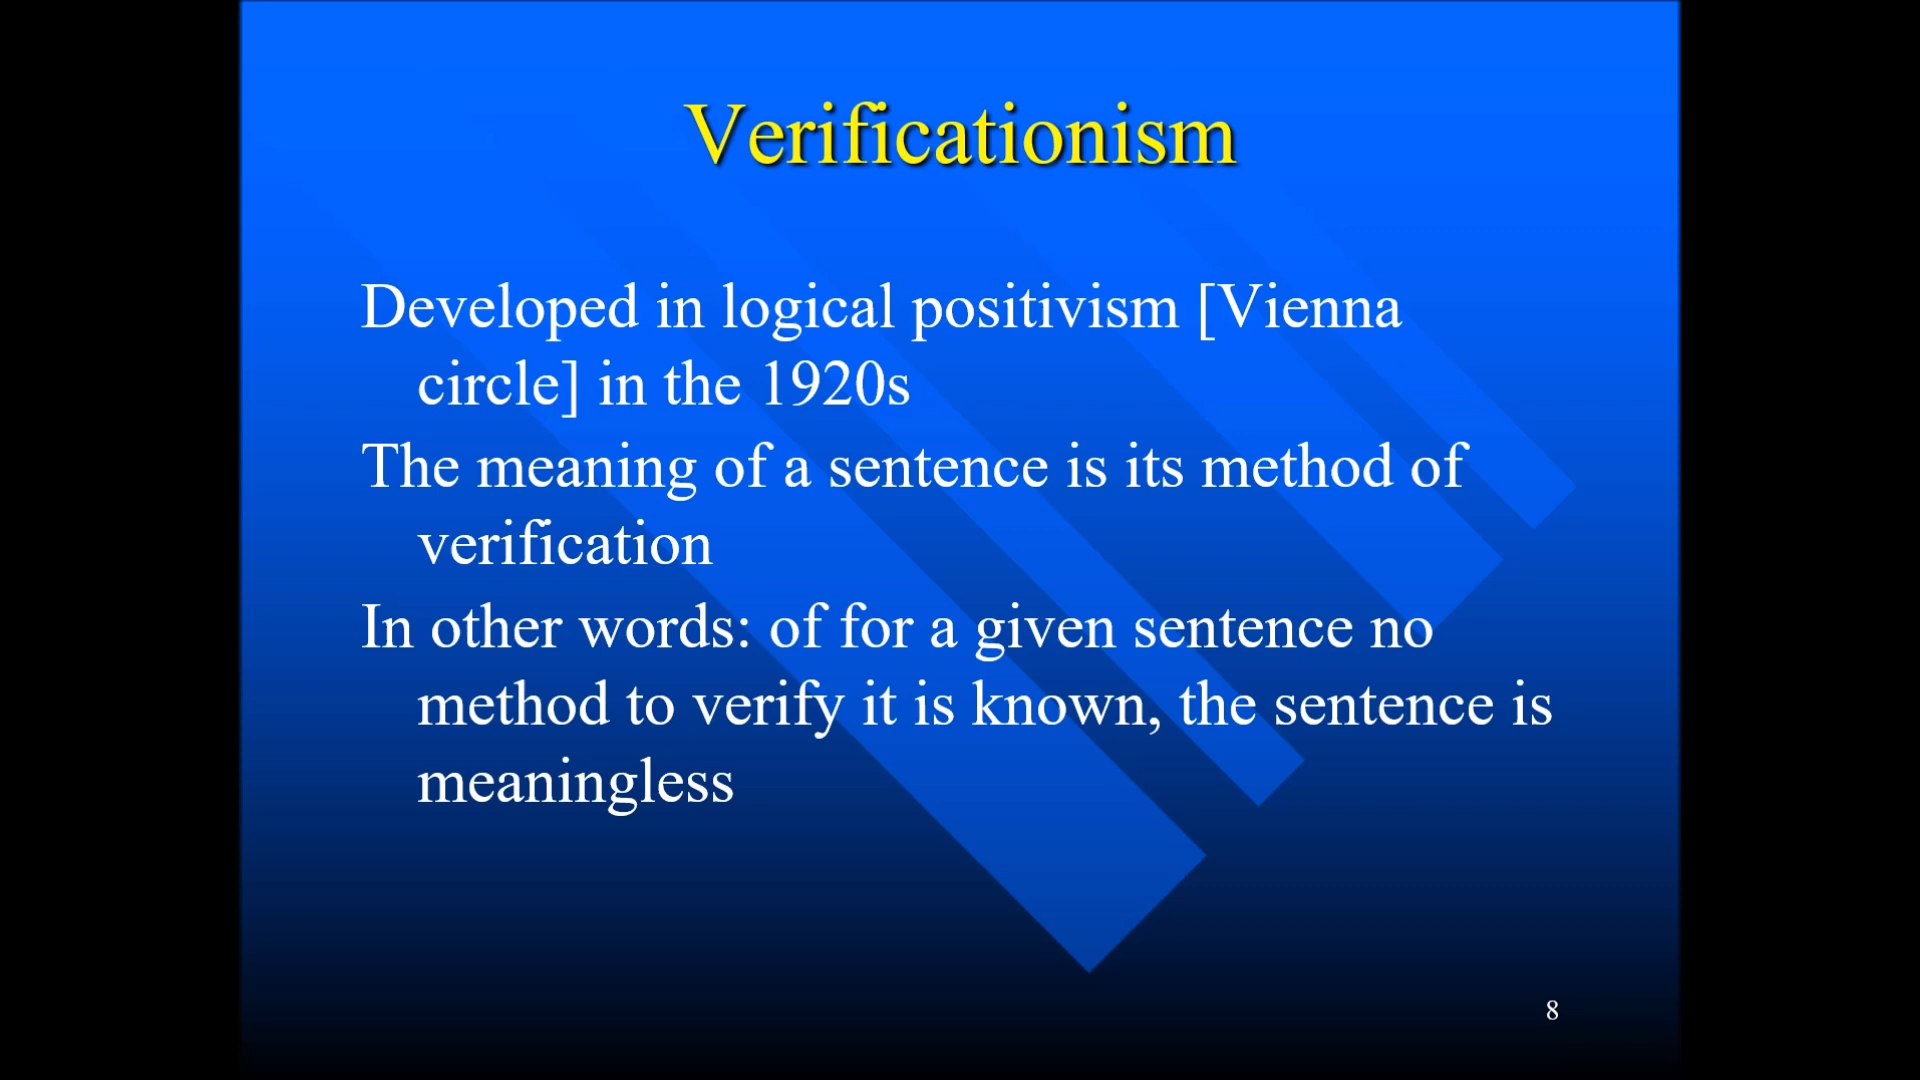 Verificationism
Developed in logical positivism [Vienna
circle] in the 1920s
The meaning of a sentence is its method of
verification
In other words: of for a given sentence no
method to verify it is known, the sentence is
meaningless
8